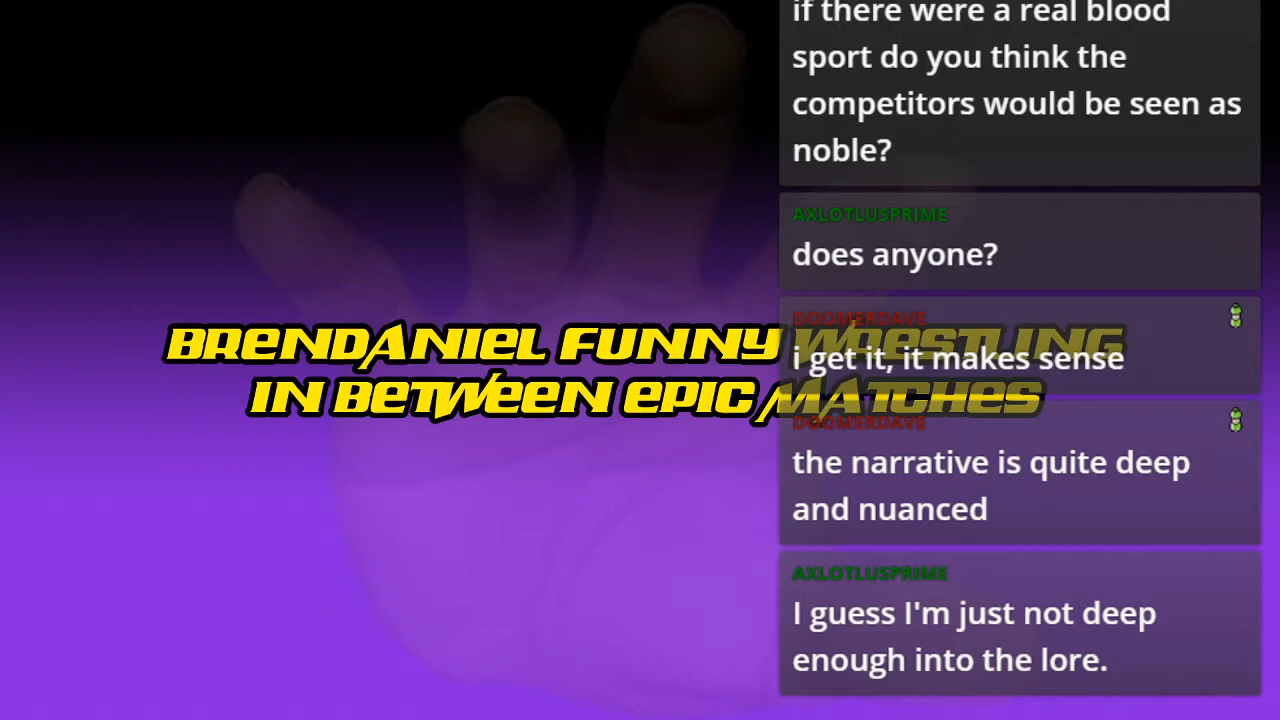 if there were a real blood
sport do you think the
competitors would be seen as
noble?
AXLOTLUSPRIME
does anyone?
DOOMERDAVE
i get it, it makes sense
DOOMERDAVE
the narrative is quite deep
and nuanced
AXLOTLUSPRIME
I guess I'm just not deep
enough into the lore.
BRENDANIEL FUNNY WRESTLING
IN BETWEEN EPIC MATCHES